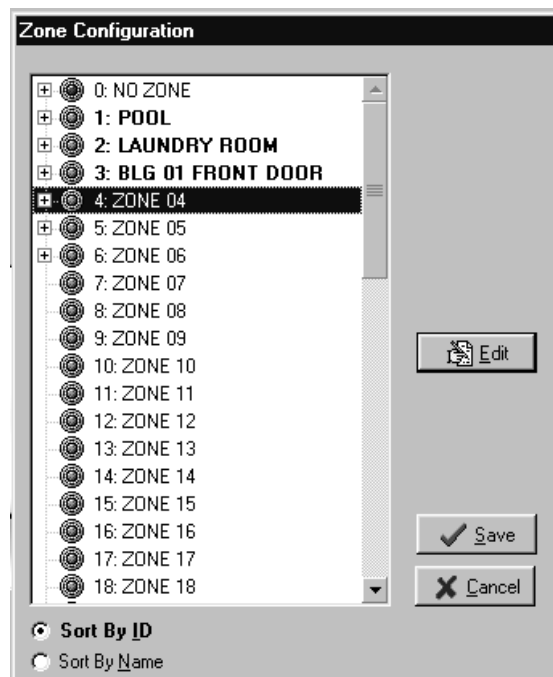 Zone Configuration
0: NO ZONE
1: POOL
2: LAUNDRY ROOM
3: BLG 01 FRONT DOOR
4: ZONE 04
5: ZONE 05
6: ZONE 06
7: ZONE 07
8: ZONE 08
9: ZONE 09
10: ZONE 10
11: ZONE 11
12: ZONE 12
13: ZONE 13
14: ZONE 14
15: ZONE 15
16: ZONE 16
17: ZONE 17
18: ZONE 18
Edit
Save
Cancel
Sort By ID
Sort By Name